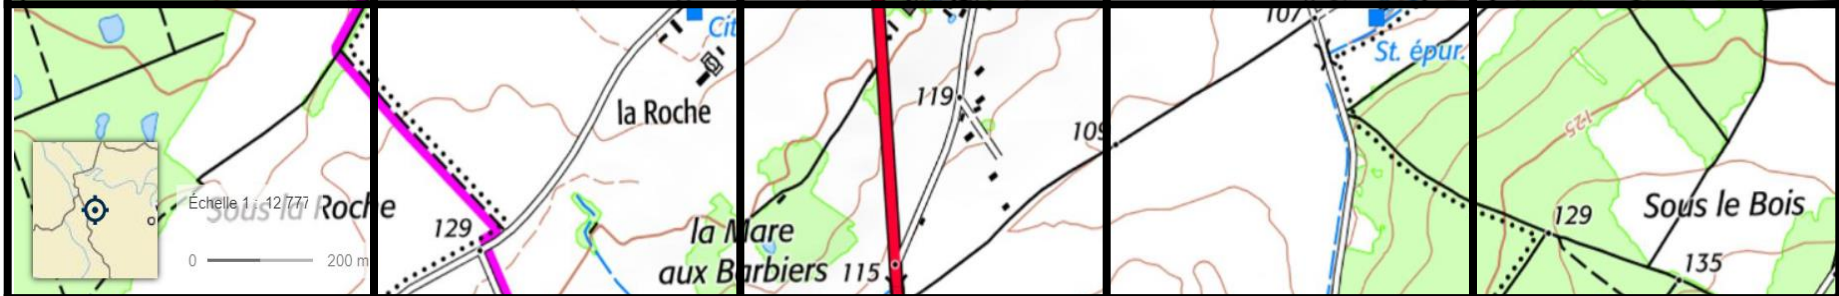 107
Cit
St. épur.
la Roche
119
109
125
Échelle 1 : 12 777
Sous la Roche
129
la Mare
aux Barbiers
115
129
Sous le Bois
135
0 200 m